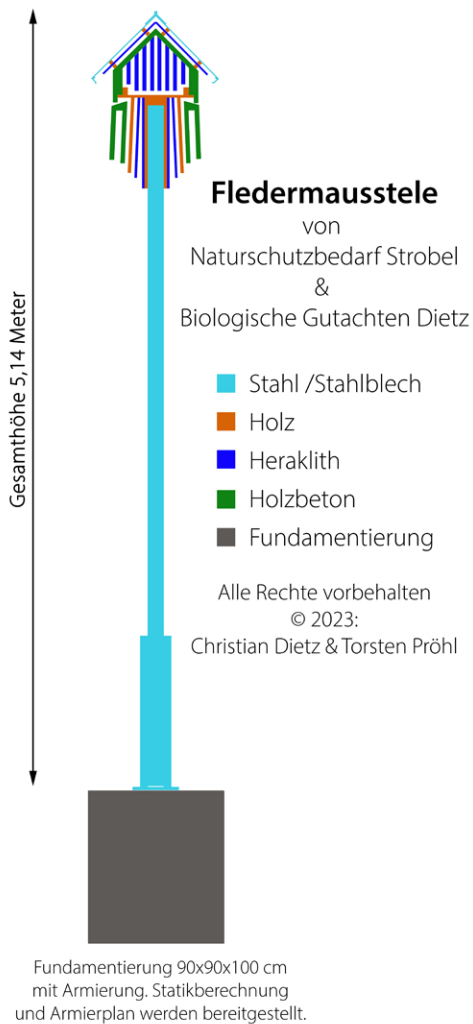 Gesamthöhe 5,14 Meter
Fledermausstele
von
Naturschutzbedarf Strobel
&
Biologische Gutachten Dietz
Stahl /Stahlblech
Holz
Heraklith
Holzbeton
Fundamentierung
Alle Rechte vorbehalten
© 2023:
Christian Dietz & Torsten Pröhl
Fundamentierung 90x90x100 cm
mit Armierung. Statikberechnung
und Armierplan werden bereitgestellt.